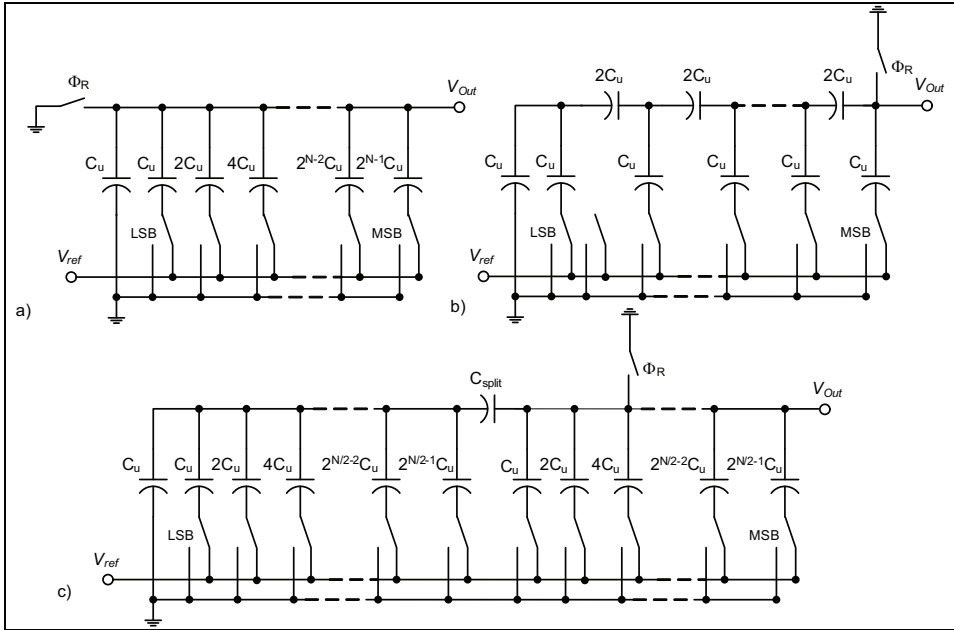 Φ_R
V_Out
C_u C_u 2C_u 4C_u 2^{N-2}C_u 2^{N-1}C_u
LSB MSB
V_ref
a)
2C_u 2C_u 2C_u Φ_R
V_Out
C_u C_u C_u C_u C_u C_u
LSB MSB
V_ref
b)
C_split Φ_R
V_Out
C_u C_u 2C_u 4C_u 2^{N/2-2}C_u 2^{N/2-1}C_u C_u 2C_u 4C_u 2^{N/2-2}C_u 2^{N/2-1}C_u
LSB MSB
V_ref
c)